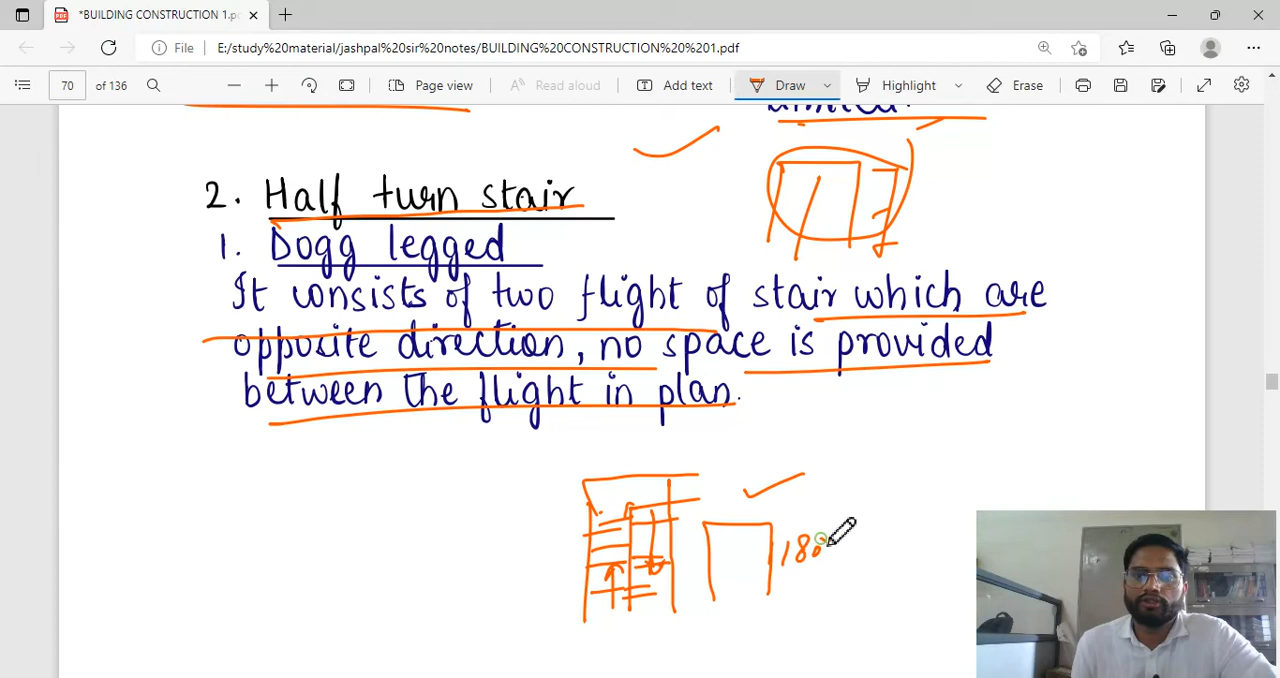 *BUILDING CONSTRUCTION 1.p
File E:/study%20material/jashpal%20sir%20notes/BUILDING%20CONSTRUCTION%20%201.pdf
70 of 136 Page view Read aloud Add text Draw Highlight Erase
2. Half turn stair
1. Dogg legged
It consists of two flight of stair which are
opposite direction, no space is provided
between the flight in plan.
180